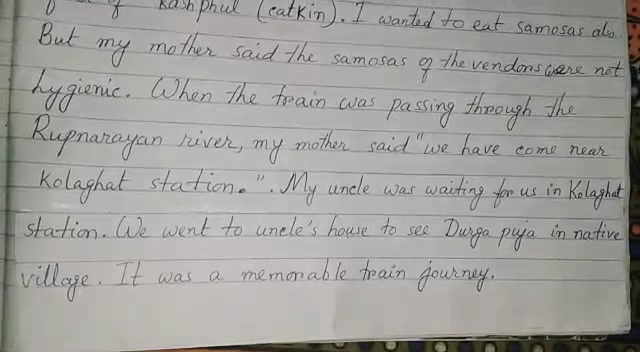 of Kashphul (catkin). I wanted to eat samosas also
But my mother said the samosas of the vendons were not
hygienic. When the train was passing through the
Rupnarayan river, my mother said "we have come near
Kolaghat station.". My uncle was waiting for us in Kolaghat
station. We went to uncle's house to see Durga puja in native
village. It was a memorable train journey.